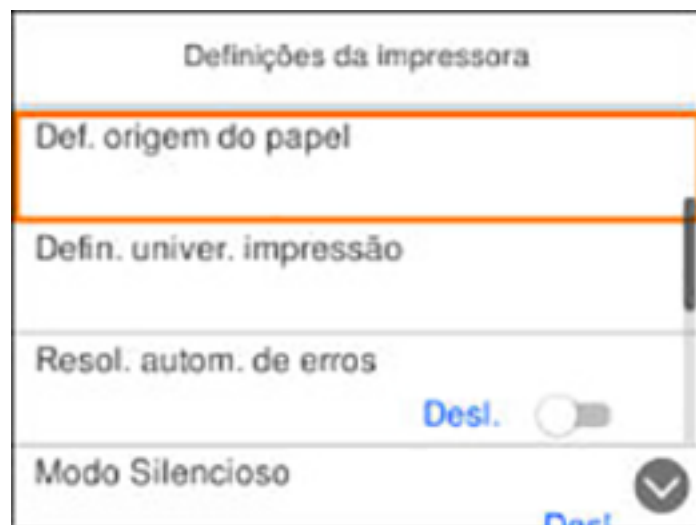 Definições da impressora
Def. origem do papel
Defin. univer. impressão
Resol. autom. de erros
Desl.
Modo Silencioso